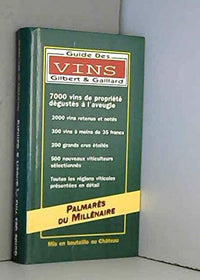 Guide Des
VINS
Gilbert & Gaillard
7000 vins de propriété
dégustés à l'aveugle
2000 vins retenus et notés
300 vins à moins de 35 francs
200 grands crus étoilés
500 nouveaux viticulteurs
sélectionnés
Toutes les régions viticoles
présentées en détail
PALMARÈS
DU MILLÉNAIRE
Mis en bouteille au Château